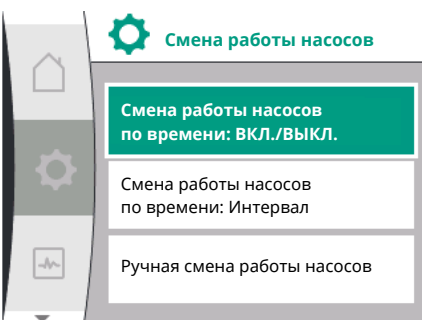 Смена работы насосов
Смена работы насосов
по времени: ВКЛ./ВЫКЛ.
Смена работы насосов
по времени: Интервал
Ручная смена работы насосов